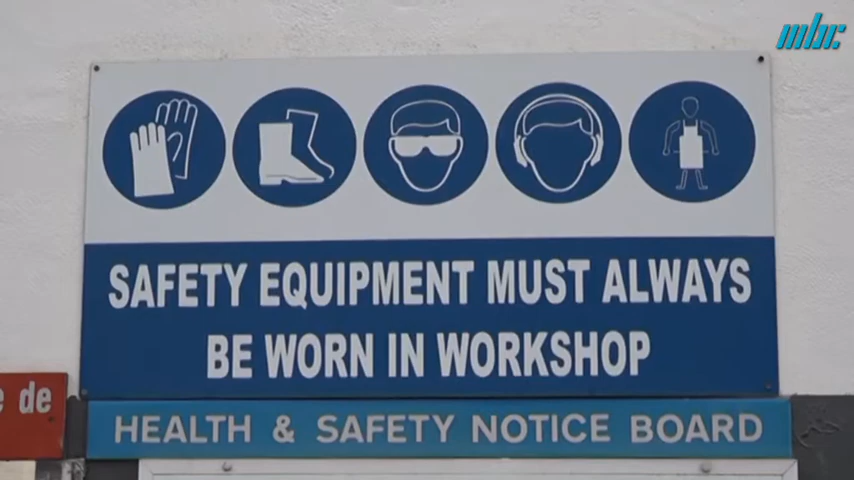 mbc
SAFETY EQUIPMENT MUST ALWAYS
BE WORN IN WORKSHOP
de
HEALTH & SAFETY NOTICE BOARD